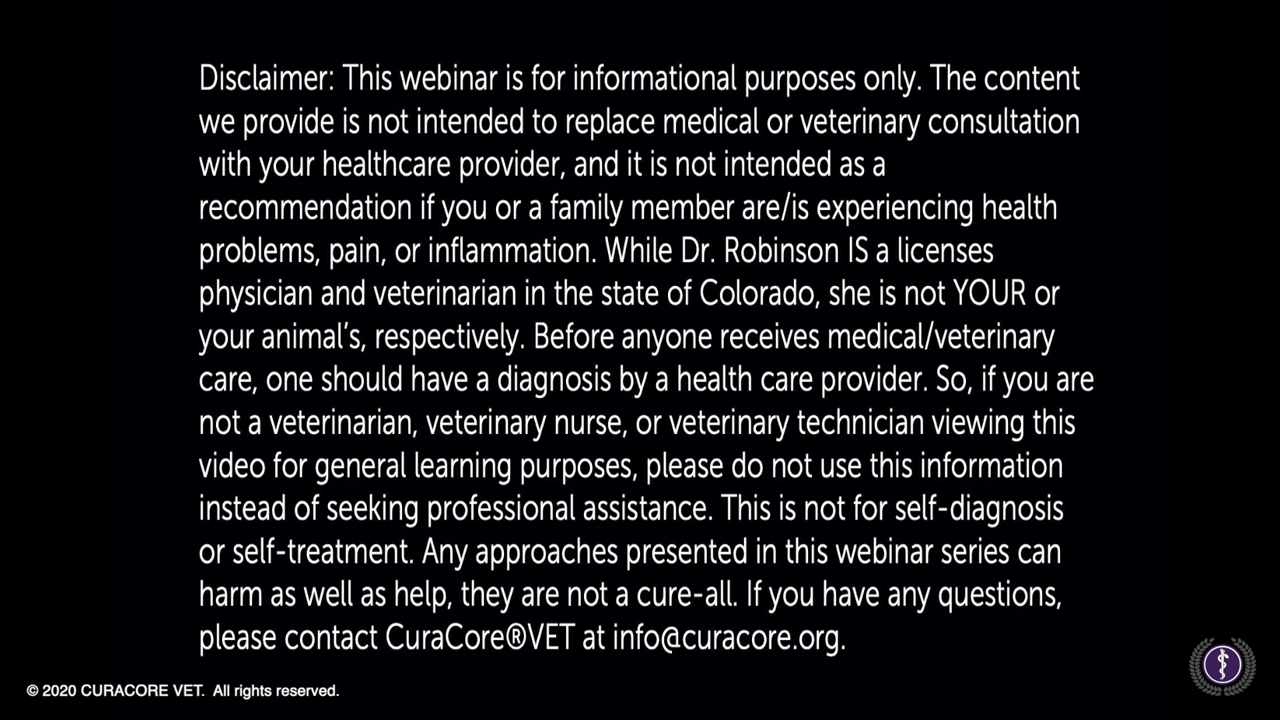 Disclaimer: This webinar is for informational purposes only. The content
we provide is not intended to replace medical or veterinary consultation
with your healthcare provider, and it is not intended as a
recommendation if you or a family member are/is experiencing health
problems, pain, or inflammation. While Dr. Robinson IS a licenses
physician and veterinarian in the state of Colorado, she is not YOUR or
your animal’s, respectively. Before anyone receives medical/veterinary
care, one should have a diagnosis by a health care provider. So, if you are
not a veterinarian, veterinary nurse, or veterinary technician viewing this
video for general learning purposes, please do not use this information
instead of seeking professional assistance. This is not for self-diagnosis
or self-treatment. Any approaches presented in this webinar series can
harm as well as help, they are not a cure-all. If you have any questions,
please contact CuraCore®VET at info@curacore.org.
© 2020 CURACORE VET. All rights reserved.